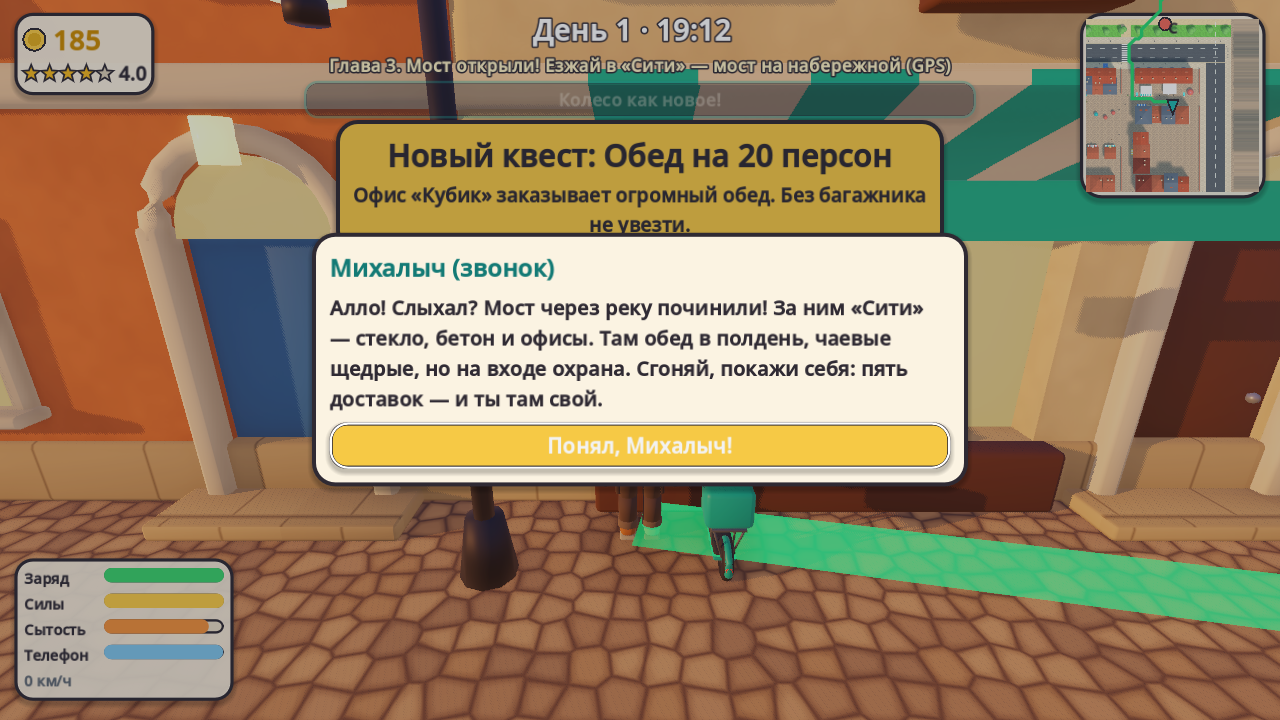 185
4.0
День 1 · 19:12
Глава 3. Мост открыли! Езжай в «Сити» — мост на набережной (GPS)
Колесо как новое!
С
Новый квест: Обед на 20 персон
Офис «Кубик» заказывает огромный обед. Без багажника
не увезти.
Михалыч (звонок)
Алло! Слыхал? Мост через реку починили! За ним «Сити»
— стекло, бетон и офисы. Там обед в полдень, чаевые
щедрые, но на входе охрана. Сгоняй, покажи себя: пять
доставок — и ты там свой.
Понял, Михалыч!
Заряд
Силы
Сытость
Телефон
0 км/ч